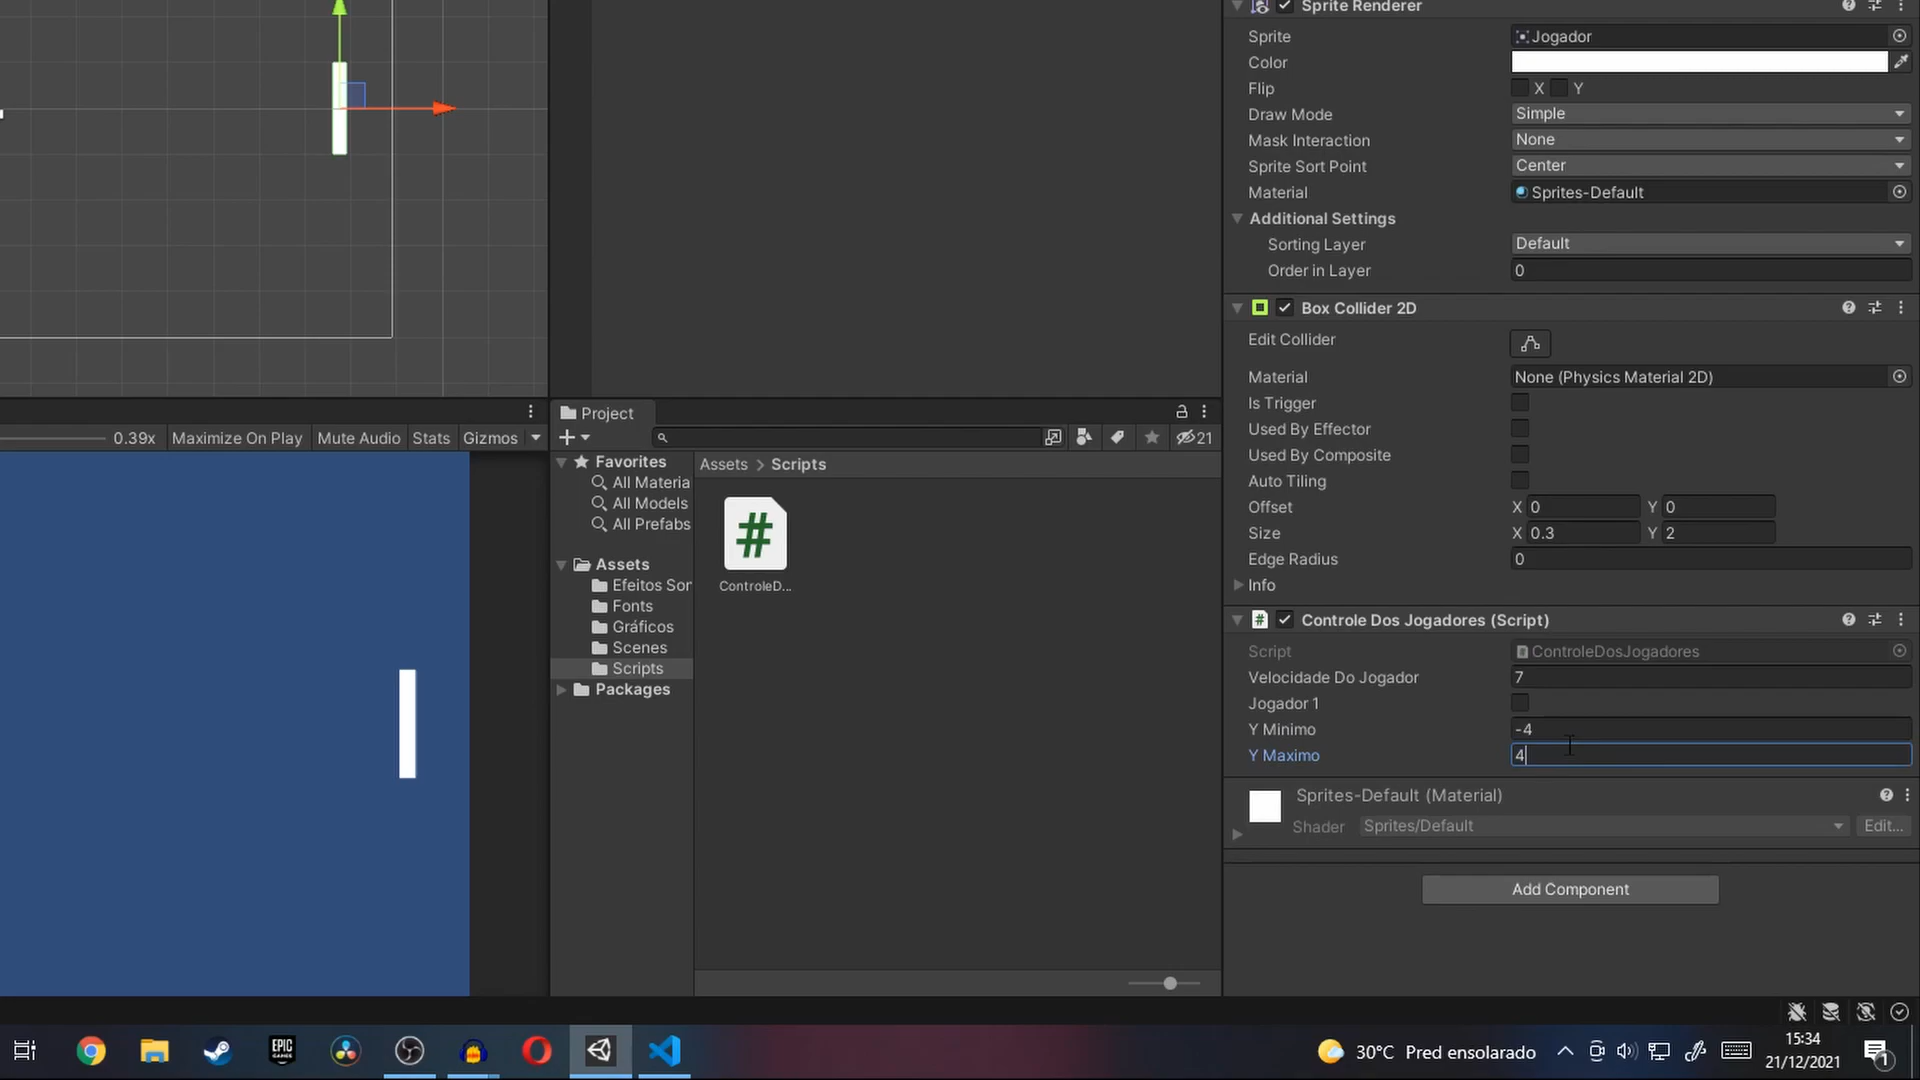 Sprite Renderer
Sprite Jogador
Color
Flip X Y
Draw Mode Simple
Mask Interaction None
Sprite Sort Point Center
Material Sprites-Default
Additional Settings
Sorting Layer Default
Order in Layer 0
Box Collider 2D
Edit Collider
Material None (Physics Material 2D)
Is Trigger
Used By Effector
Used By Composite
Auto Tiling
Offset X 0 Y 0
Size X 0.3 Y 2
Edge Radius 0
Info
Controle Dos Jogadores (Script)
Script ControleDosJogadores
Velocidade Do Jogador 7
Jogador 1
Y Minimo -4
Y Maximo 4
Sprites-Default (Material)
Shader Sprites/Default Edit...
Add Component
0.39x Maximize On Play Mute Audio Stats Gizmos
Project
21
Favorites
All Materia
All Models
All Prefabs
Assets
Efeitos Sor
Fonts
Gráficos
Scenes
Scripts
Packages
Assets > Scripts
#
ControleD...
EPIC GAMES
30°C Pred ensolarado
15:34
21/12/2021
1